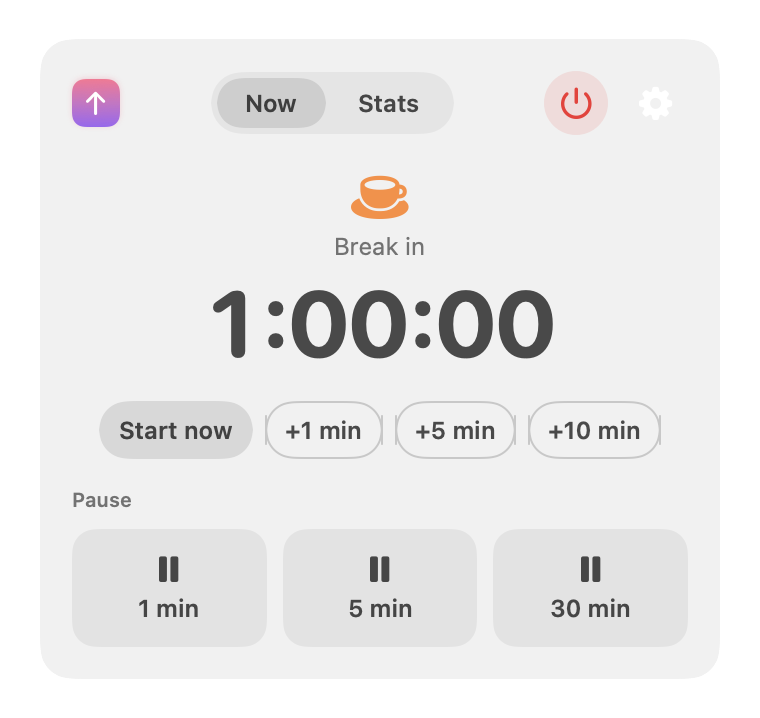 Now Stats
Break in
1:00:00
Start now +1 min +5 min +10 min
Pause
1 min 5 min 30 min